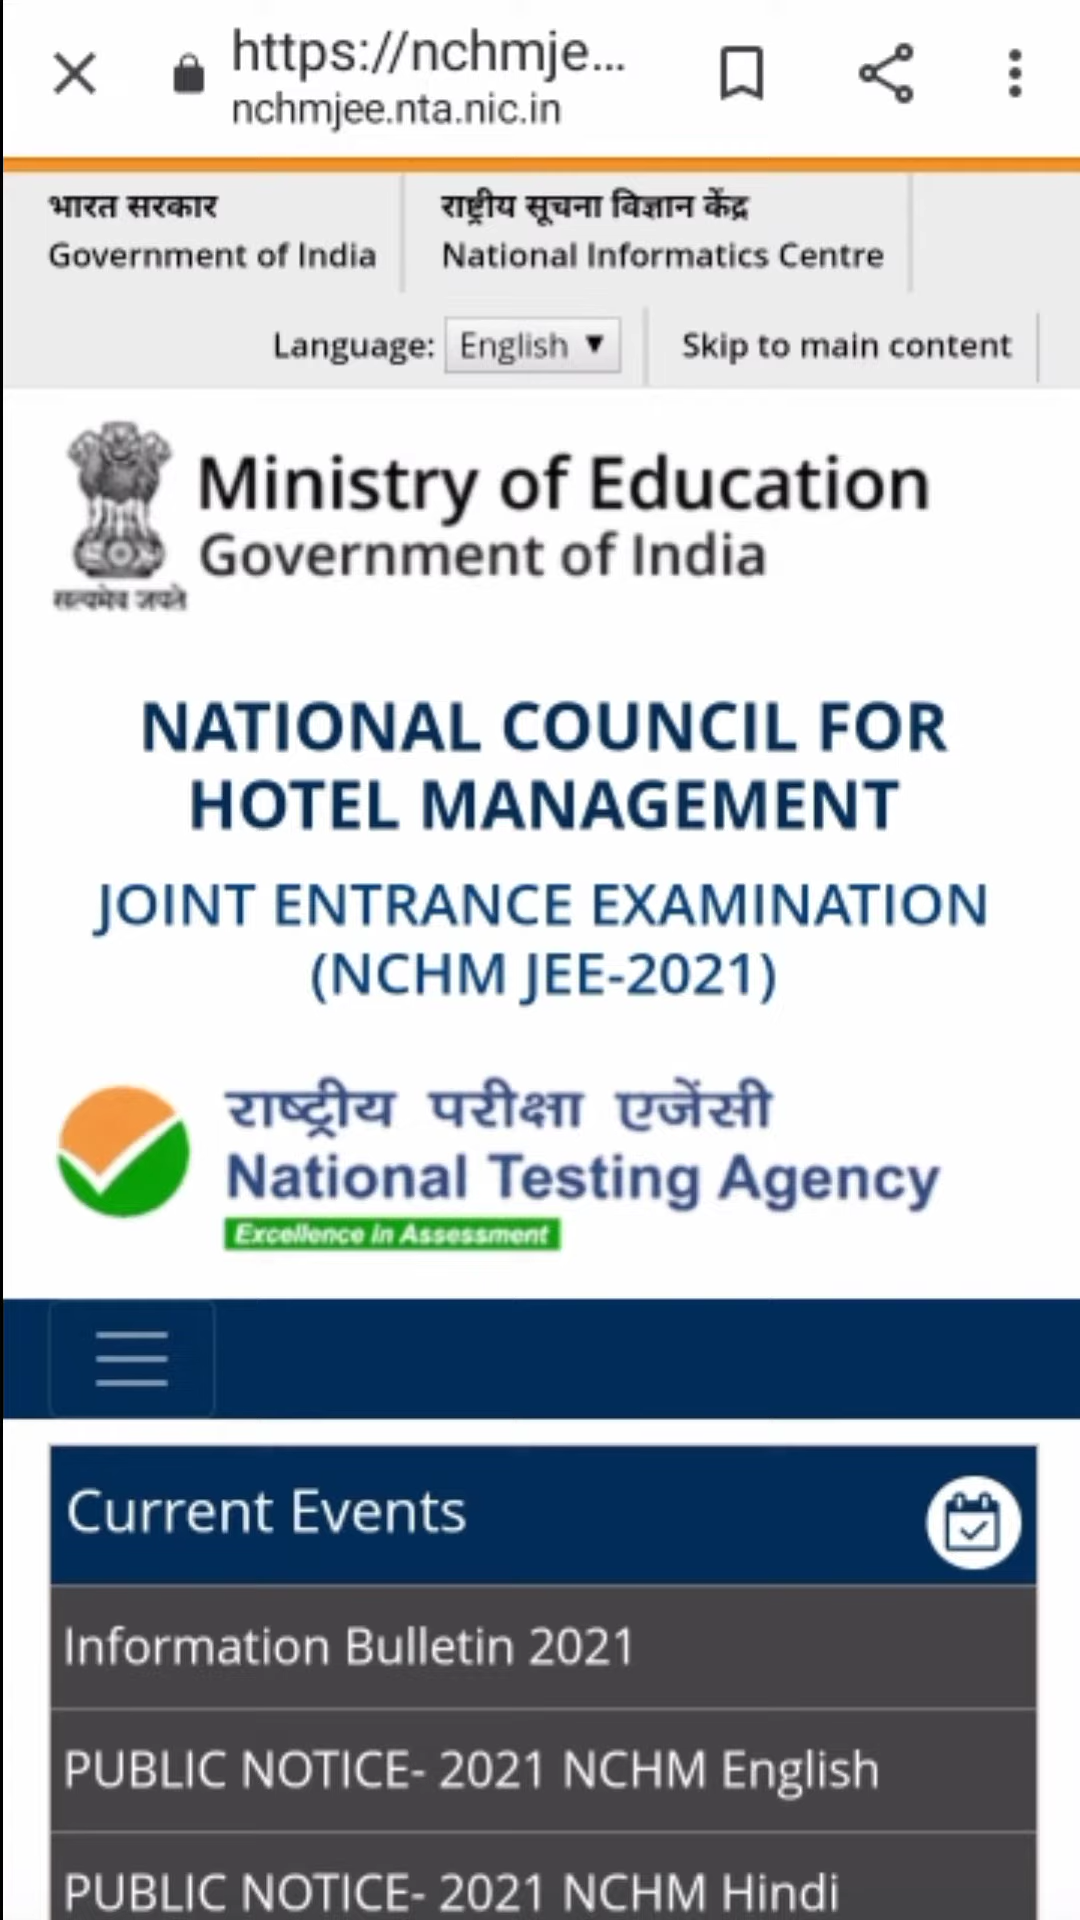 https://nchmje...
nchmjee.nta.nic.in
भारत सरकार
Government of India
राष्ट्रीय सूचना विज्ञान केंद्र
National Informatics Centre
Language: English ▼
Skip to main content
Ministry of Education
Government of India
सत्यमेव जयते
NATIONAL COUNCIL FOR
HOTEL MANAGEMENT
JOINT ENTRANCE EXAMINATION
(NCHM JEE-2021)
राष्ट्रीय परीक्षा एजेंसी
National Testing Agency
Excellence in Assessment
Current Events
Information Bulletin 2021
PUBLIC NOTICE- 2021 NCHM English
PUBLIC NOTICE- 2021 NCHM Hindi